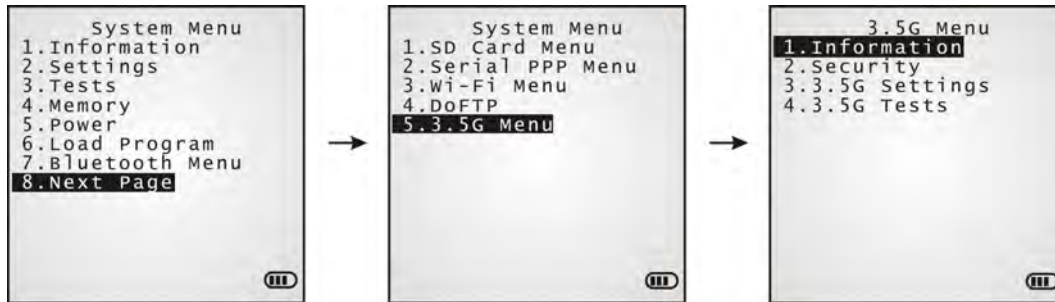 System Menu
1.Information
2.Settings
3.Tests
4.Memory
5.Power
6.Load Program
7.Bluetooth Menu
8.Next Page
System Menu
1.SD Card Menu
2.Serial PPP Menu
3.Wi-Fi Menu
4.DoFTP
5.3.5G Menu
3.5G Menu
1.Information
2.Security
3.3.5G Settings
4.3.5G Tests